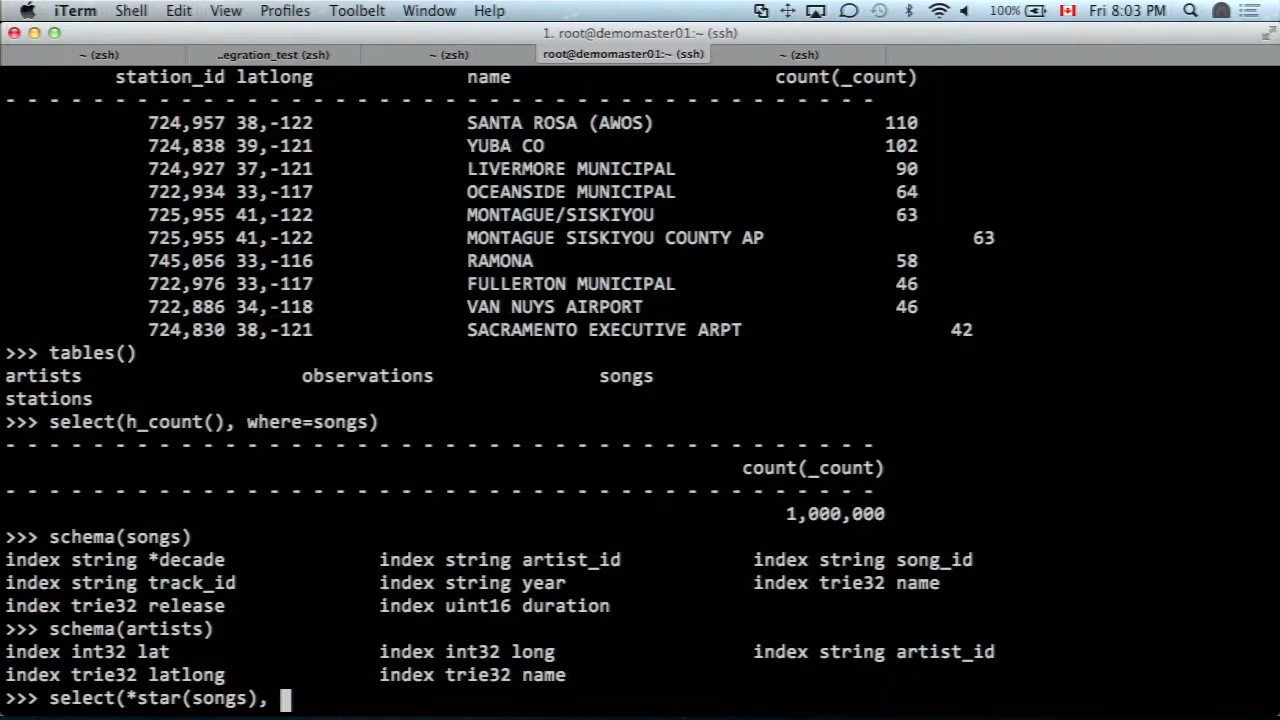 iTerm Shell Edit View Profiles Toolbelt Window Help 100% Fri 8:03 PM
1. root@demomaster01:~ (ssh)
~ (zsh) ..egration_test (zsh) ~ (zsh) root@demomaster01:~ (ssh) ~ (zsh)
station_id latlong name count(_count)
- - - - - - - - - - - - - - - - - - - - - - - - - - - - - - - - - - - - - - - -
724,957 38,-122 SANTA ROSA (AWOS) 110
724,838 39,-121 YUBA CO 102
724,927 37,-121 LIVERMORE MUNICIPAL 90
722,934 33,-117 OCEANSIDE MUNICIPAL 64
725,955 41,-122 MONTAGUE/SISKIYOU 63
725,955 41,-122 MONTAGUE SISKIYOU COUNTY AP 63
745,056 33,-116 RAMONA 58
722,976 33,-117 FULLERTON MUNICIPAL 46
722,886 34,-118 VAN NUYS AIRPORT 46
724,830 38,-121 SACRAMENTO EXECUTIVE ARPT 42
>>> tables()
artists observations songs
stations
>>> select(h_count(), where=songs)
- - - - - - - - - - - - - - - - - - - - - - - - - - - - - - - - - - - - - - - -
count(_count)
- - - - - - - - - - - - - - - - - - - - - - - - - - - - - - - - - - - - - - - -
1,000,000
>>> schema(songs)
index string *decade index string artist_id index string song_id
index string track_id index string year index trie32 name
index trie32 release index uint16 duration
>>> schema(artists)
index int32 lat index int32 long index string artist_id
index trie32 latlong index trie32 name
>>> select(*star(songs),